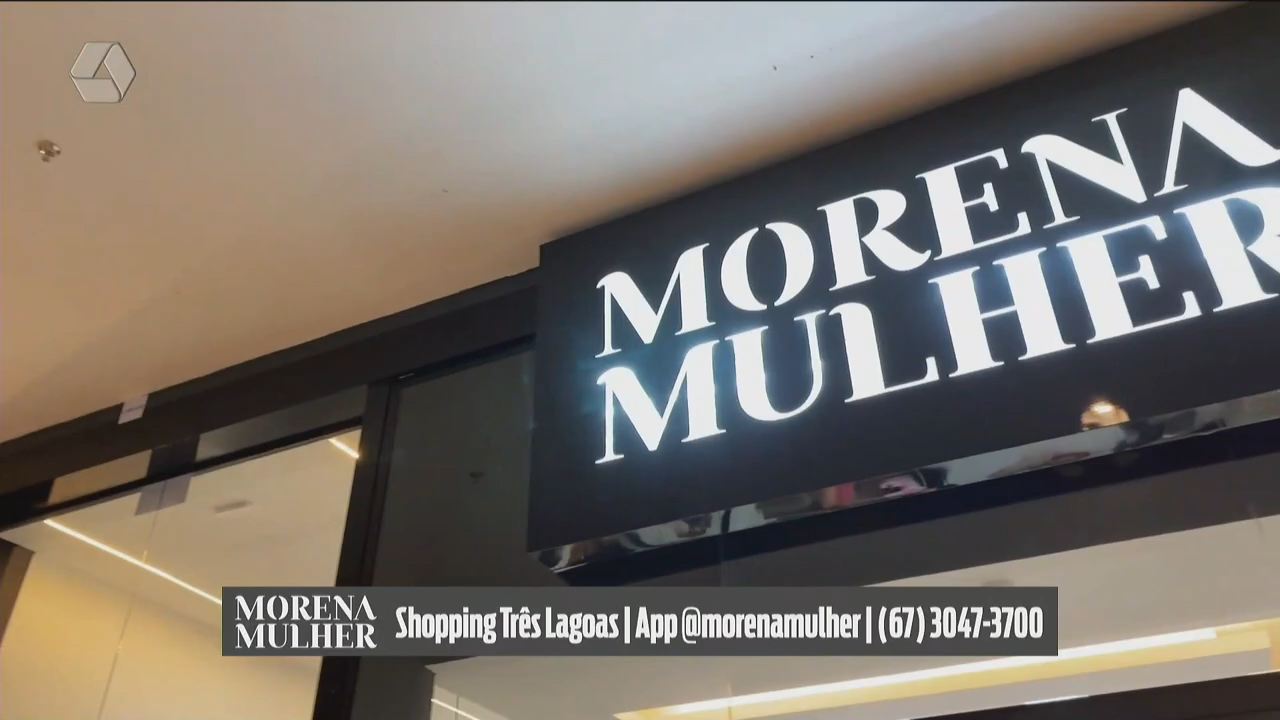 MORENA
MULHER
MORENA
MULHER
Shopping Três Lagoas | App @morenamulher | (67) 3047-3700